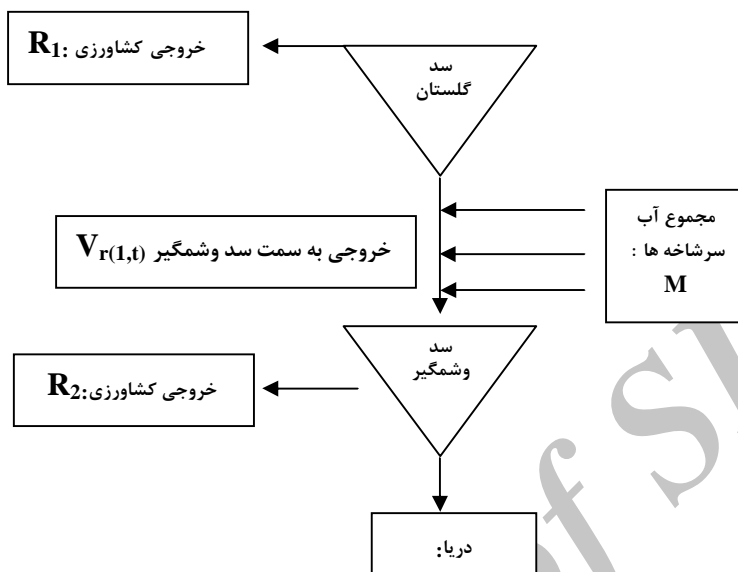 خروجی کشاورزی :R1
سد
گلستان
مجموع آب
سرشاخه ها :
M
خروجی به سمت سد وشمگیر Vr(1,t)
سد
وشمگیر
خروجی کشاورزی:R2
دریا: